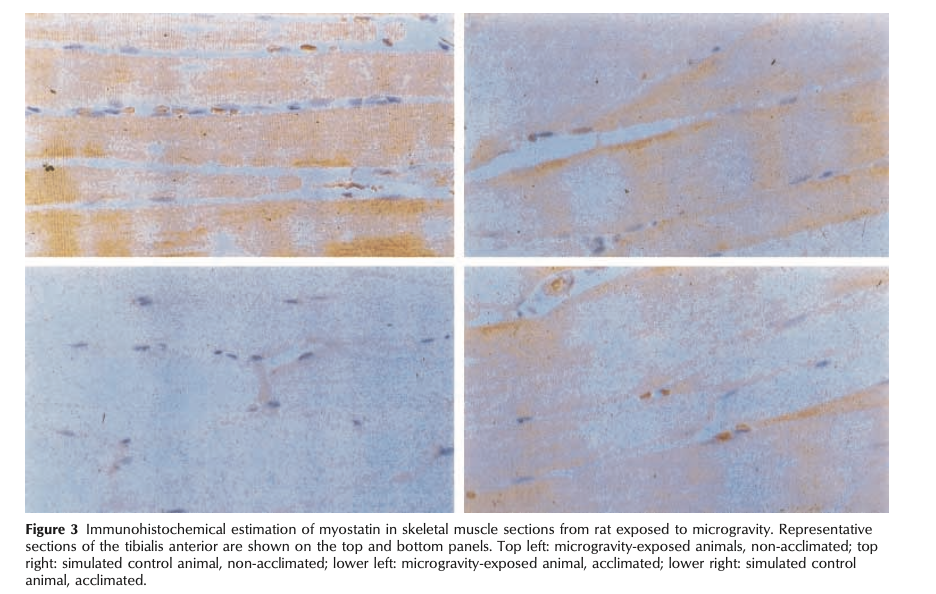 Figure 3 Immunohistochemical estimation of myostatin in skeletal muscle sections from rat exposed to microgravity. Representative
sections of the tibialis anterior are shown on the top and bottom panels. Top left: microgravity-exposed animals, non-acclimated; top
right: simulated control animal, non-acclimated; lower left: microgravity-exposed animal, acclimated; lower right: simulated control
animal, acclimated.